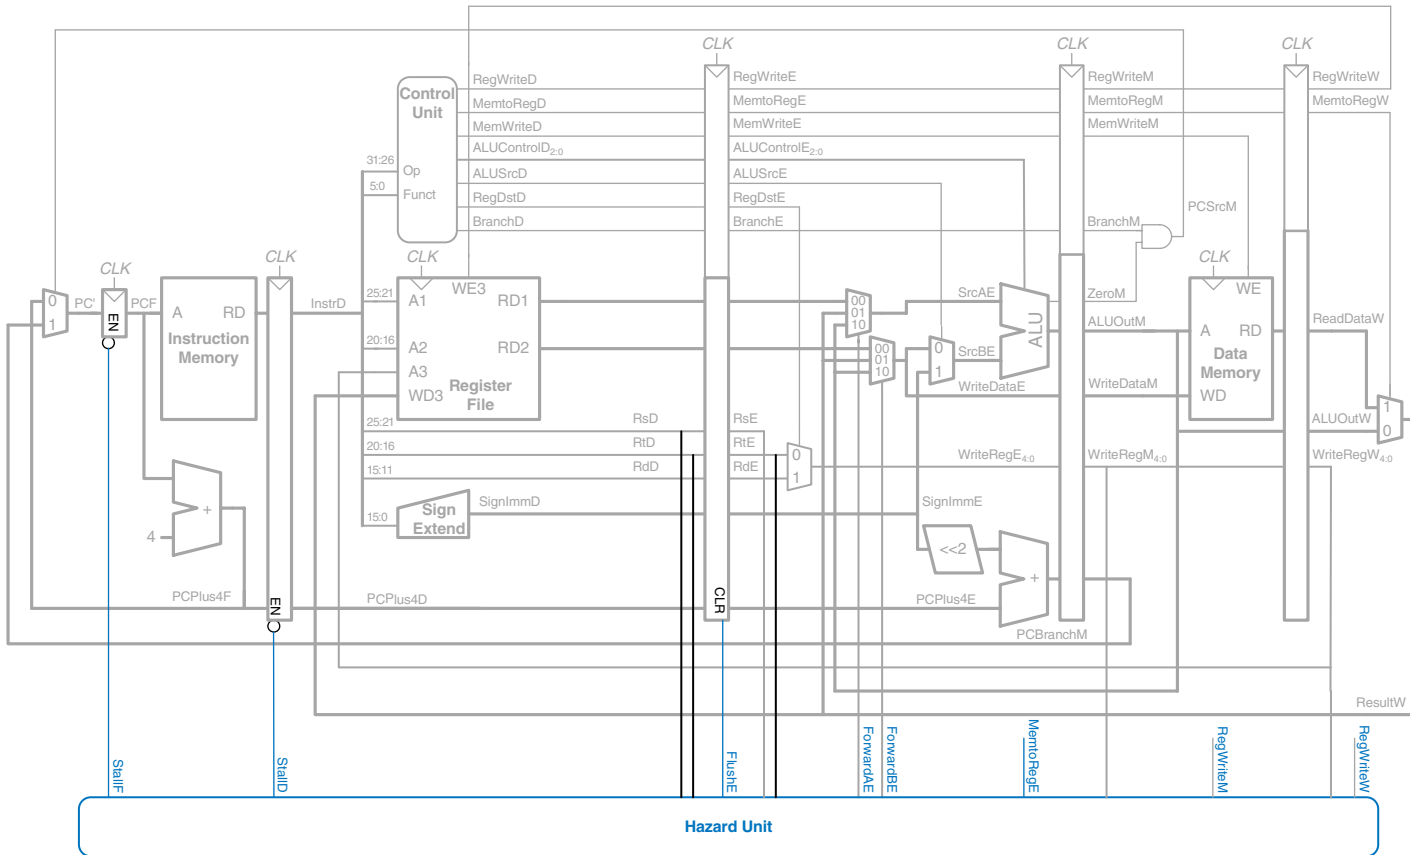 CLK
CLK
CLK
Control
Unit
RegWriteD
RegWriteE
RegWriteM
RegWriteW
MemtoRegD
MemtoRegE
MemtoRegM
MemtoRegW
MemWriteD
MemWriteE
MemWriteM
ALUControlD2:0
ALUControlE2:0
31:26
Op
ALUSrcD
ALUSrcE
5:0
Funct
RegDstD
RegDstE
PCSrcM
BranchD
BranchE
BranchM
CLK
CLK
CLK
CLK
0
1
PC'
EN
PCF
A
RD
Instruction
Memory
InstrD
25:21
A1
WE3
RD1
20:16
A2
RD2
A3
WD3
Register
File
00
01
10
00
01
10
0
1
SrcAE
SrcBE
ALU
ZeroM
ALUOutM
WE
A
RD
Data
Memory
WD
ReadDataW
WriteDataE
WriteDataM
1
0
ALUOutW
25:21
RsD
RsE
20:16
RtD
RtE
0
1
15:11
RdD
RdE
WriteRegE4:0
WriteRegM4:0
WriteRegW4:0
15:0
Sign
Extend
SignImmD
SignImmE
+
4
<<2
+
PCPlus4F
EN
PCPlus4D
CLR
PCPlus4E
PCBranchM
ResultW
StallF
StallD
FlushE
ForwardAE
ForwardBE
MemtoRegE
RegWriteM
RegWriteW
Hazard Unit